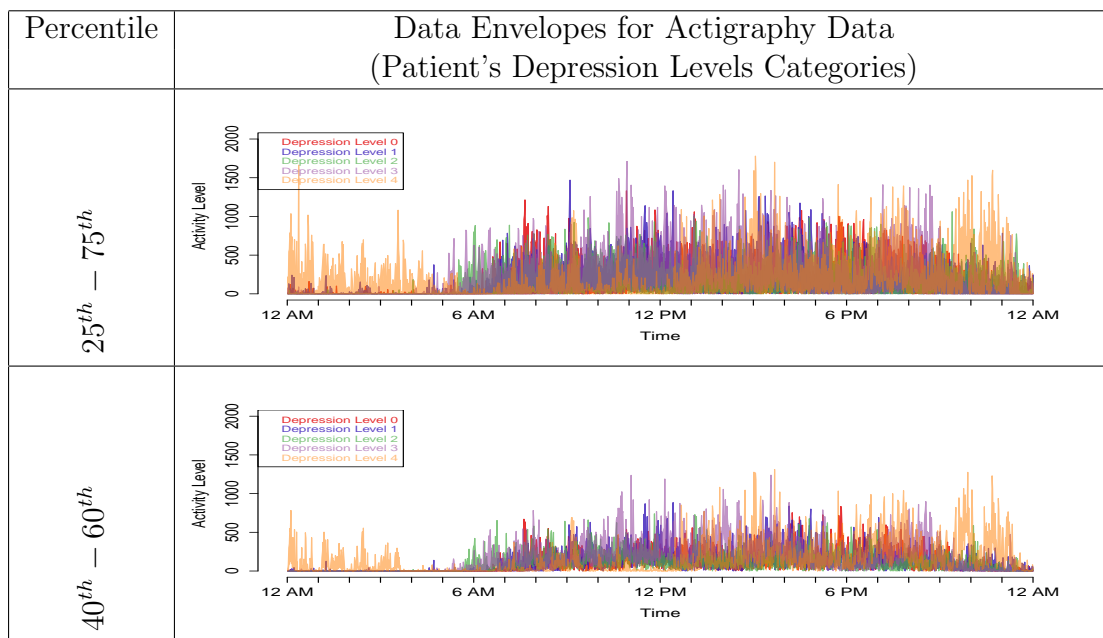 Percentile
Data Envelopes for Actigraphy Data
(Patient's Depression Levels Categories)
25th − 75th
Activity Level
2000
1500
1000
500
0
Depression Level 0
Depression Level 1
Depression Level 2
Depression Level 3
Depression Level 4
12 AM 6 AM 12 PM 6 PM 12 AM
Time
40th − 60th
Activity Level
2000
1500
1000
500
0
Depression Level 0
Depression Level 1
Depression Level 2
Depression Level 3
Depression Level 4
12 AM 6 AM 12 PM 6 PM 12 AM
Time